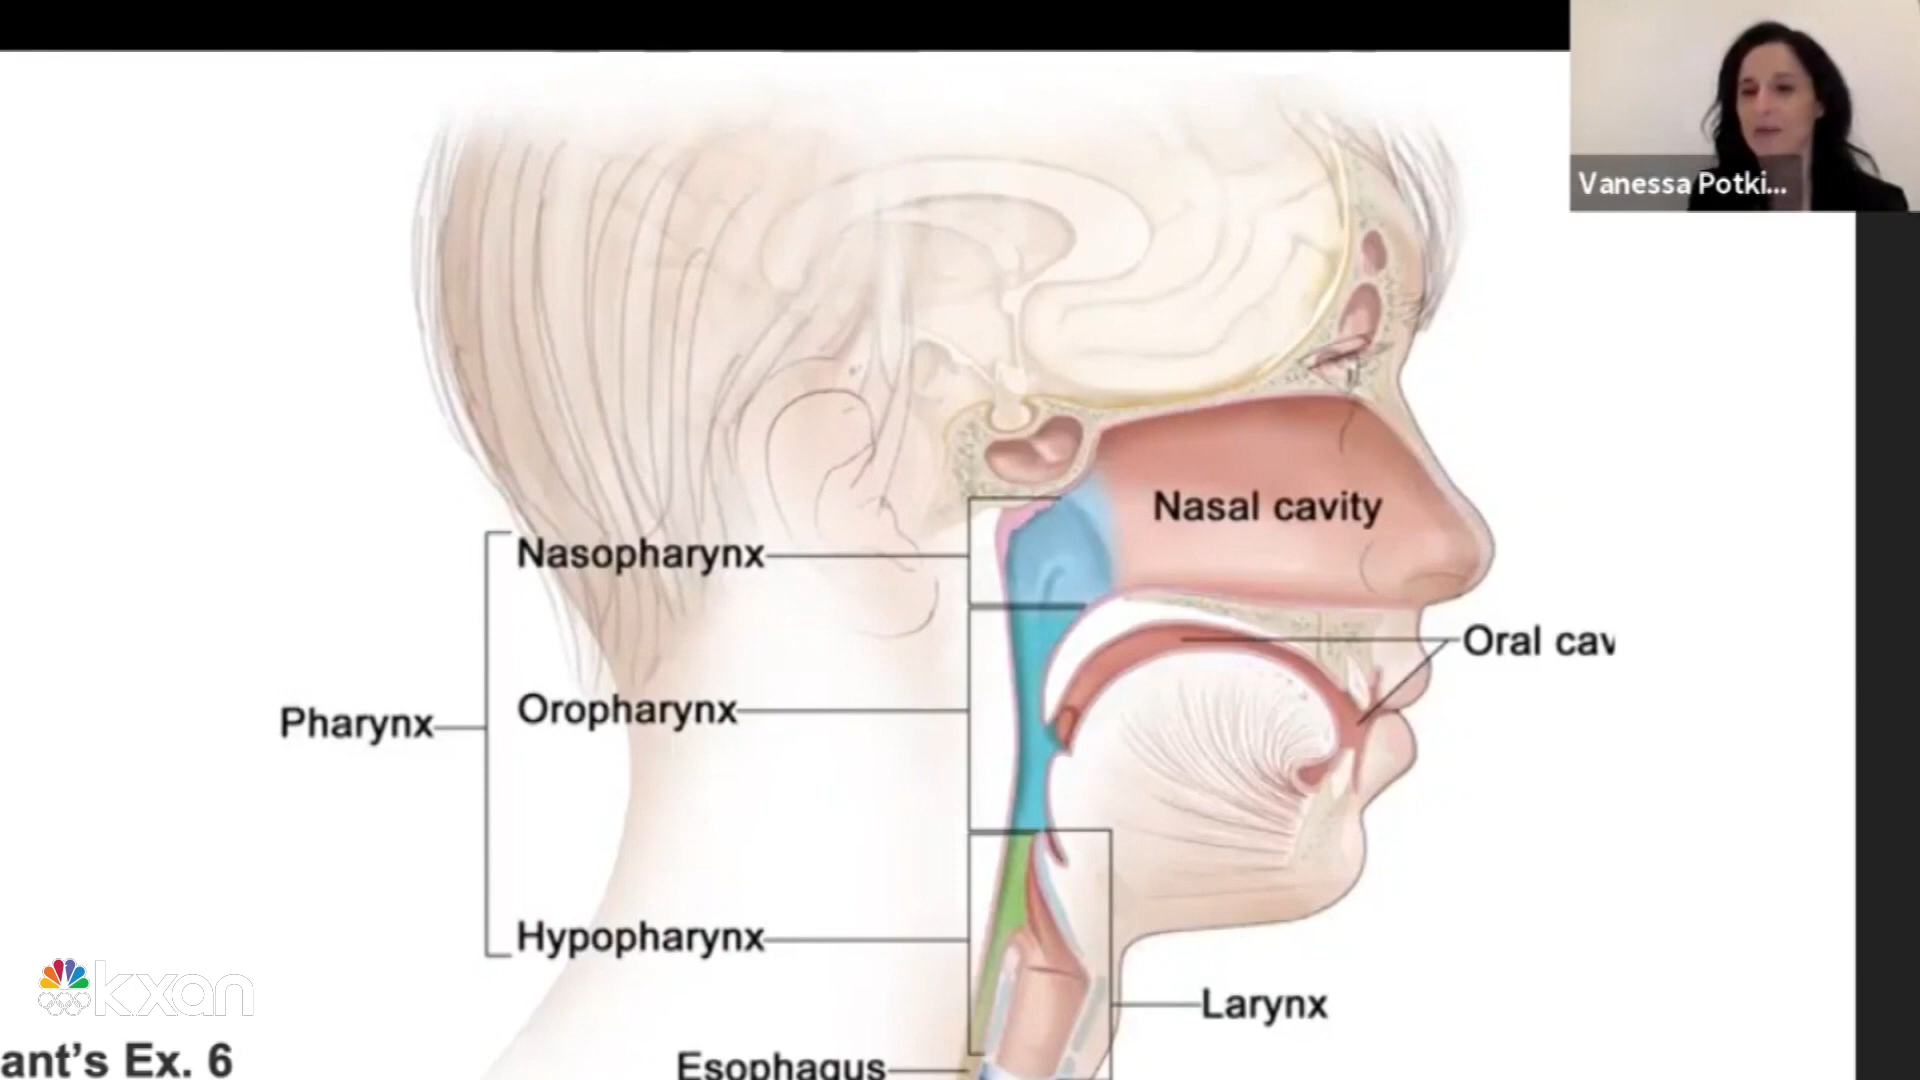 Vanessa Potki...
Nasal cavity
Nasopharynx
Oral cav
Oropharynx
Pharynx
Hypopharynx
kxan
Larynx
ant's Ex. 6
Esophagus